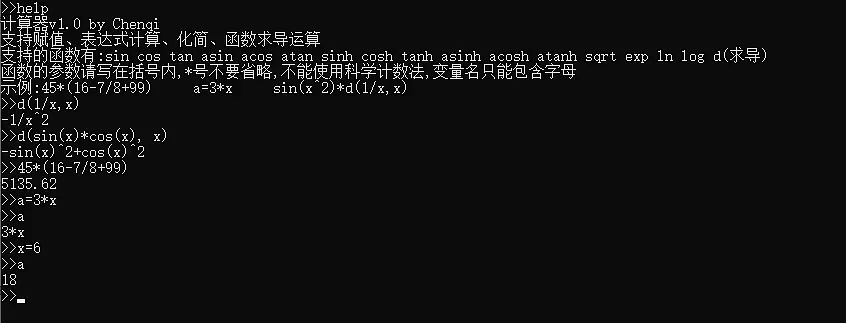 >>help
计算器v1.0 by Chenqi
支持赋值、表达式计算、化简、函数求导运算
支持的函数有:sin cos tan asin acos atan sinh cosh tanh asinh acosh atanh sqrt exp ln log d(求导)
函数的参数请写在括号内,*号不要省略,不能使用科学计数法,变量名只能包含字母
示例:45*(16-7/8+99)     a=3*x     sin(x^2)*d(1/x,x)
>>d(1/x,x)
-1/x^2
>>d(sin(x)*cos(x), x)
-sin(x)^2+cos(x)^2
>>45*(16-7/8+99)
5135.62
>>a=3*x
>>a
3*x
>>x=6
>>a
18
>>